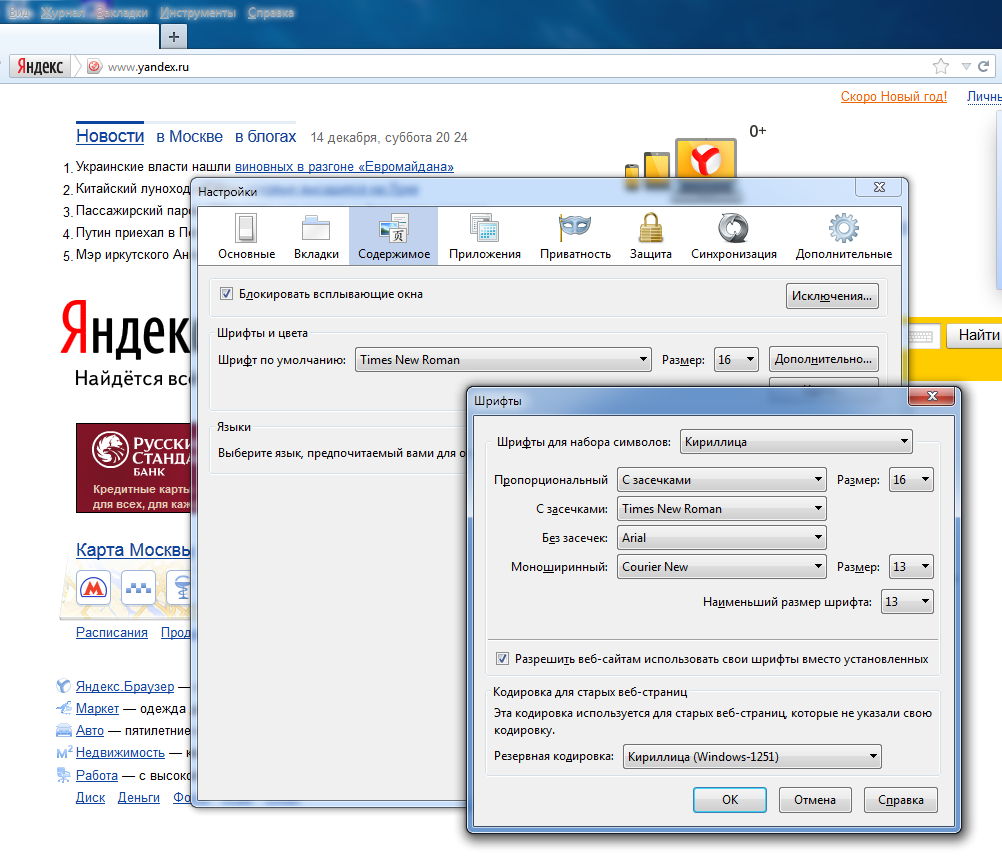 Вид Журнал Закладки Инструменты Справка
+
Яндекс www.yandex.ru
Скоро Новый год! Личны
Новости в Москве в блогах 14 декабря, суббота 20 24 0+
1. Украинские власти нашли виновных в разгоне «Евромайдана»
2. Китайский луноход
3. Пассажирский пар
4. Путин приехал в П
5. Мэр иркутского Ан
Яндекс
Найдётся вс
Найти
РУССКИ
СТАНДА
БАНК
Кредитные карты
для всех, для каж
Карта Москвы
Расписания Прод
Яндекс.Браузер —
Маркет — одежда
Авто — пятилетние
м² Недвижимость —
Работа — с высоко
Диск Деньги Фо
Настройки
Основные Вкладки Содержимое Приложения Приватность Защита Синхронизация Дополнительные
Блокировать всплывающие окна Исключения...
Шрифты и цвета
Шрифт по умолчанию: Times New Roman Размер: 16 Дополнительно...
Языки
Выберите язык, предпочитаемый вами для о
Шрифты
Шрифты для набора символов: Кириллица
Пропорциональный С засечками Размер: 16
С засечками: Times New Roman
Без засечек: Arial
Моноширинный: Courier New Размер: 13
Наименьший размер шрифта: 13
Разрешить веб-сайтам использовать свои шрифты вместо установленных
Кодировка для старых веб-страниц
Эта кодировка используется для старых веб-страниц, которые не указали свою
кодировку.
Резервная кодировка: Кириллица (Windows-1251)
OK Отмена Справка